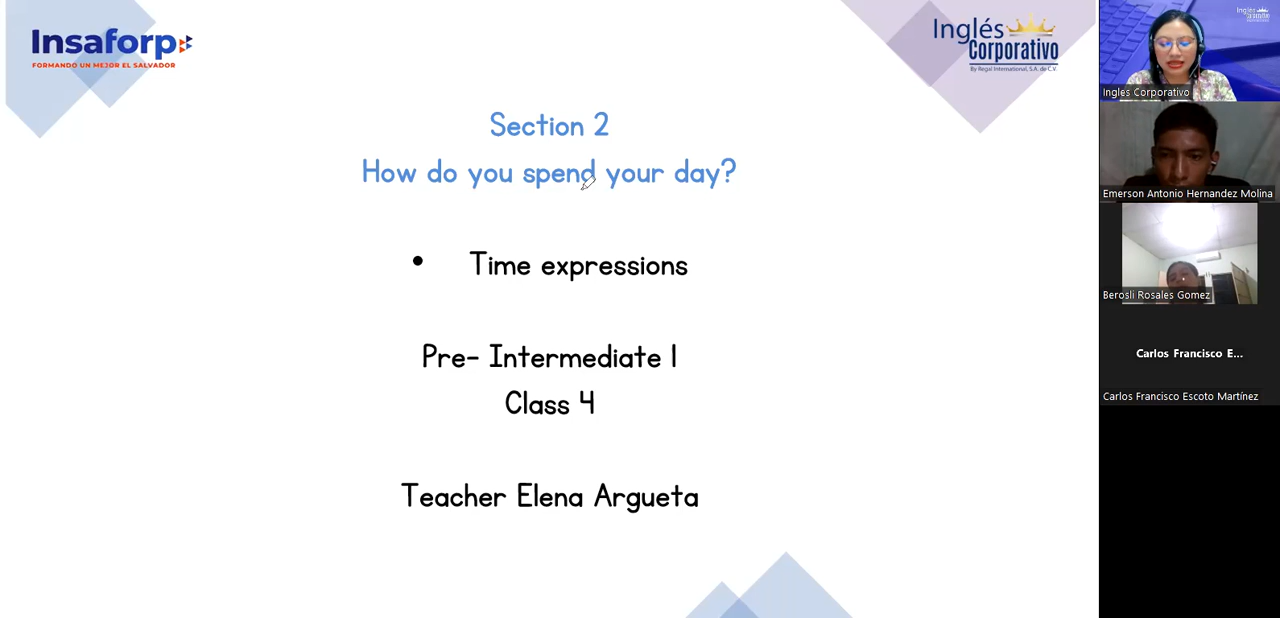 Insaforp
FORMANDO UN MEJOR EL SALVADOR
Inglés
Corporativo
By Regal International, S.A. de C.V.
Section 2
How do you spend your day?
• Time expressions
Pre- Intermediate 1
Class 4
Teacher Elena Argueta
Ingles Corporativo
Emerson Antonio Hernandez Molina
Berosli Rosales Gomez
Carlos Francisco E...
Carlos Francisco Escoto Martínez